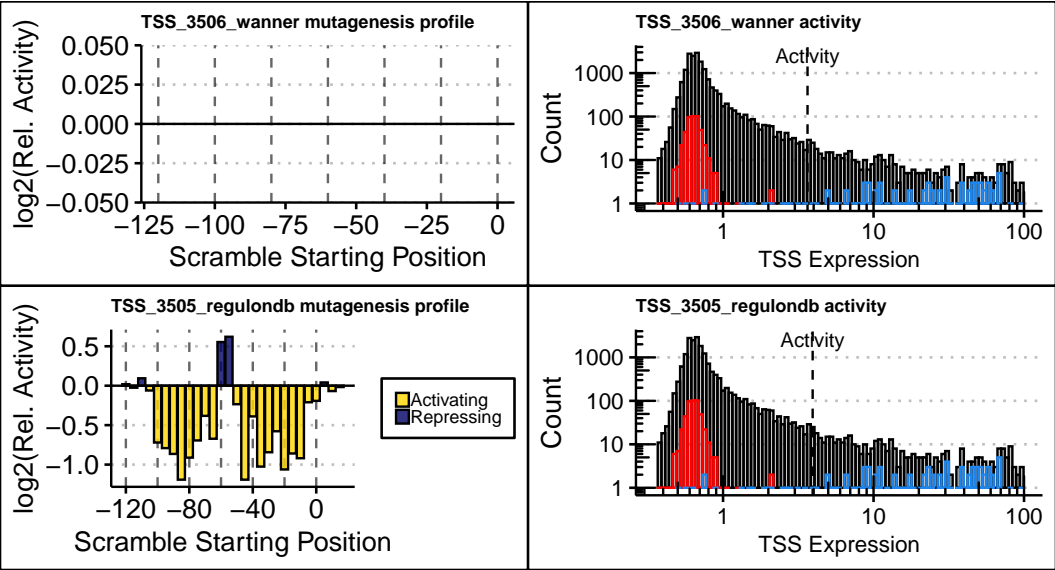 TSS_3506_wanner mutagenesis profile
log2(Rel. Activity)
0.050
0.025
0.000
−0.025
−0.050
−125 −100 −75 −50 −25 0
Scramble Starting Position
TSS_3506_wanner activity
Activity
Count
1000
100
10
1
1 10 100
TSS Expression
TSS_3505_regulondb mutagenesis profile
log2(Rel. Activity)
0.5
0.0
−0.5
−1.0
−120 −80 −40 0
Scramble Starting Position
Activating
Repressing
TSS_3505_regulondb activity
Activity
Count
1000
100
10
1
1 10 100
TSS Expression